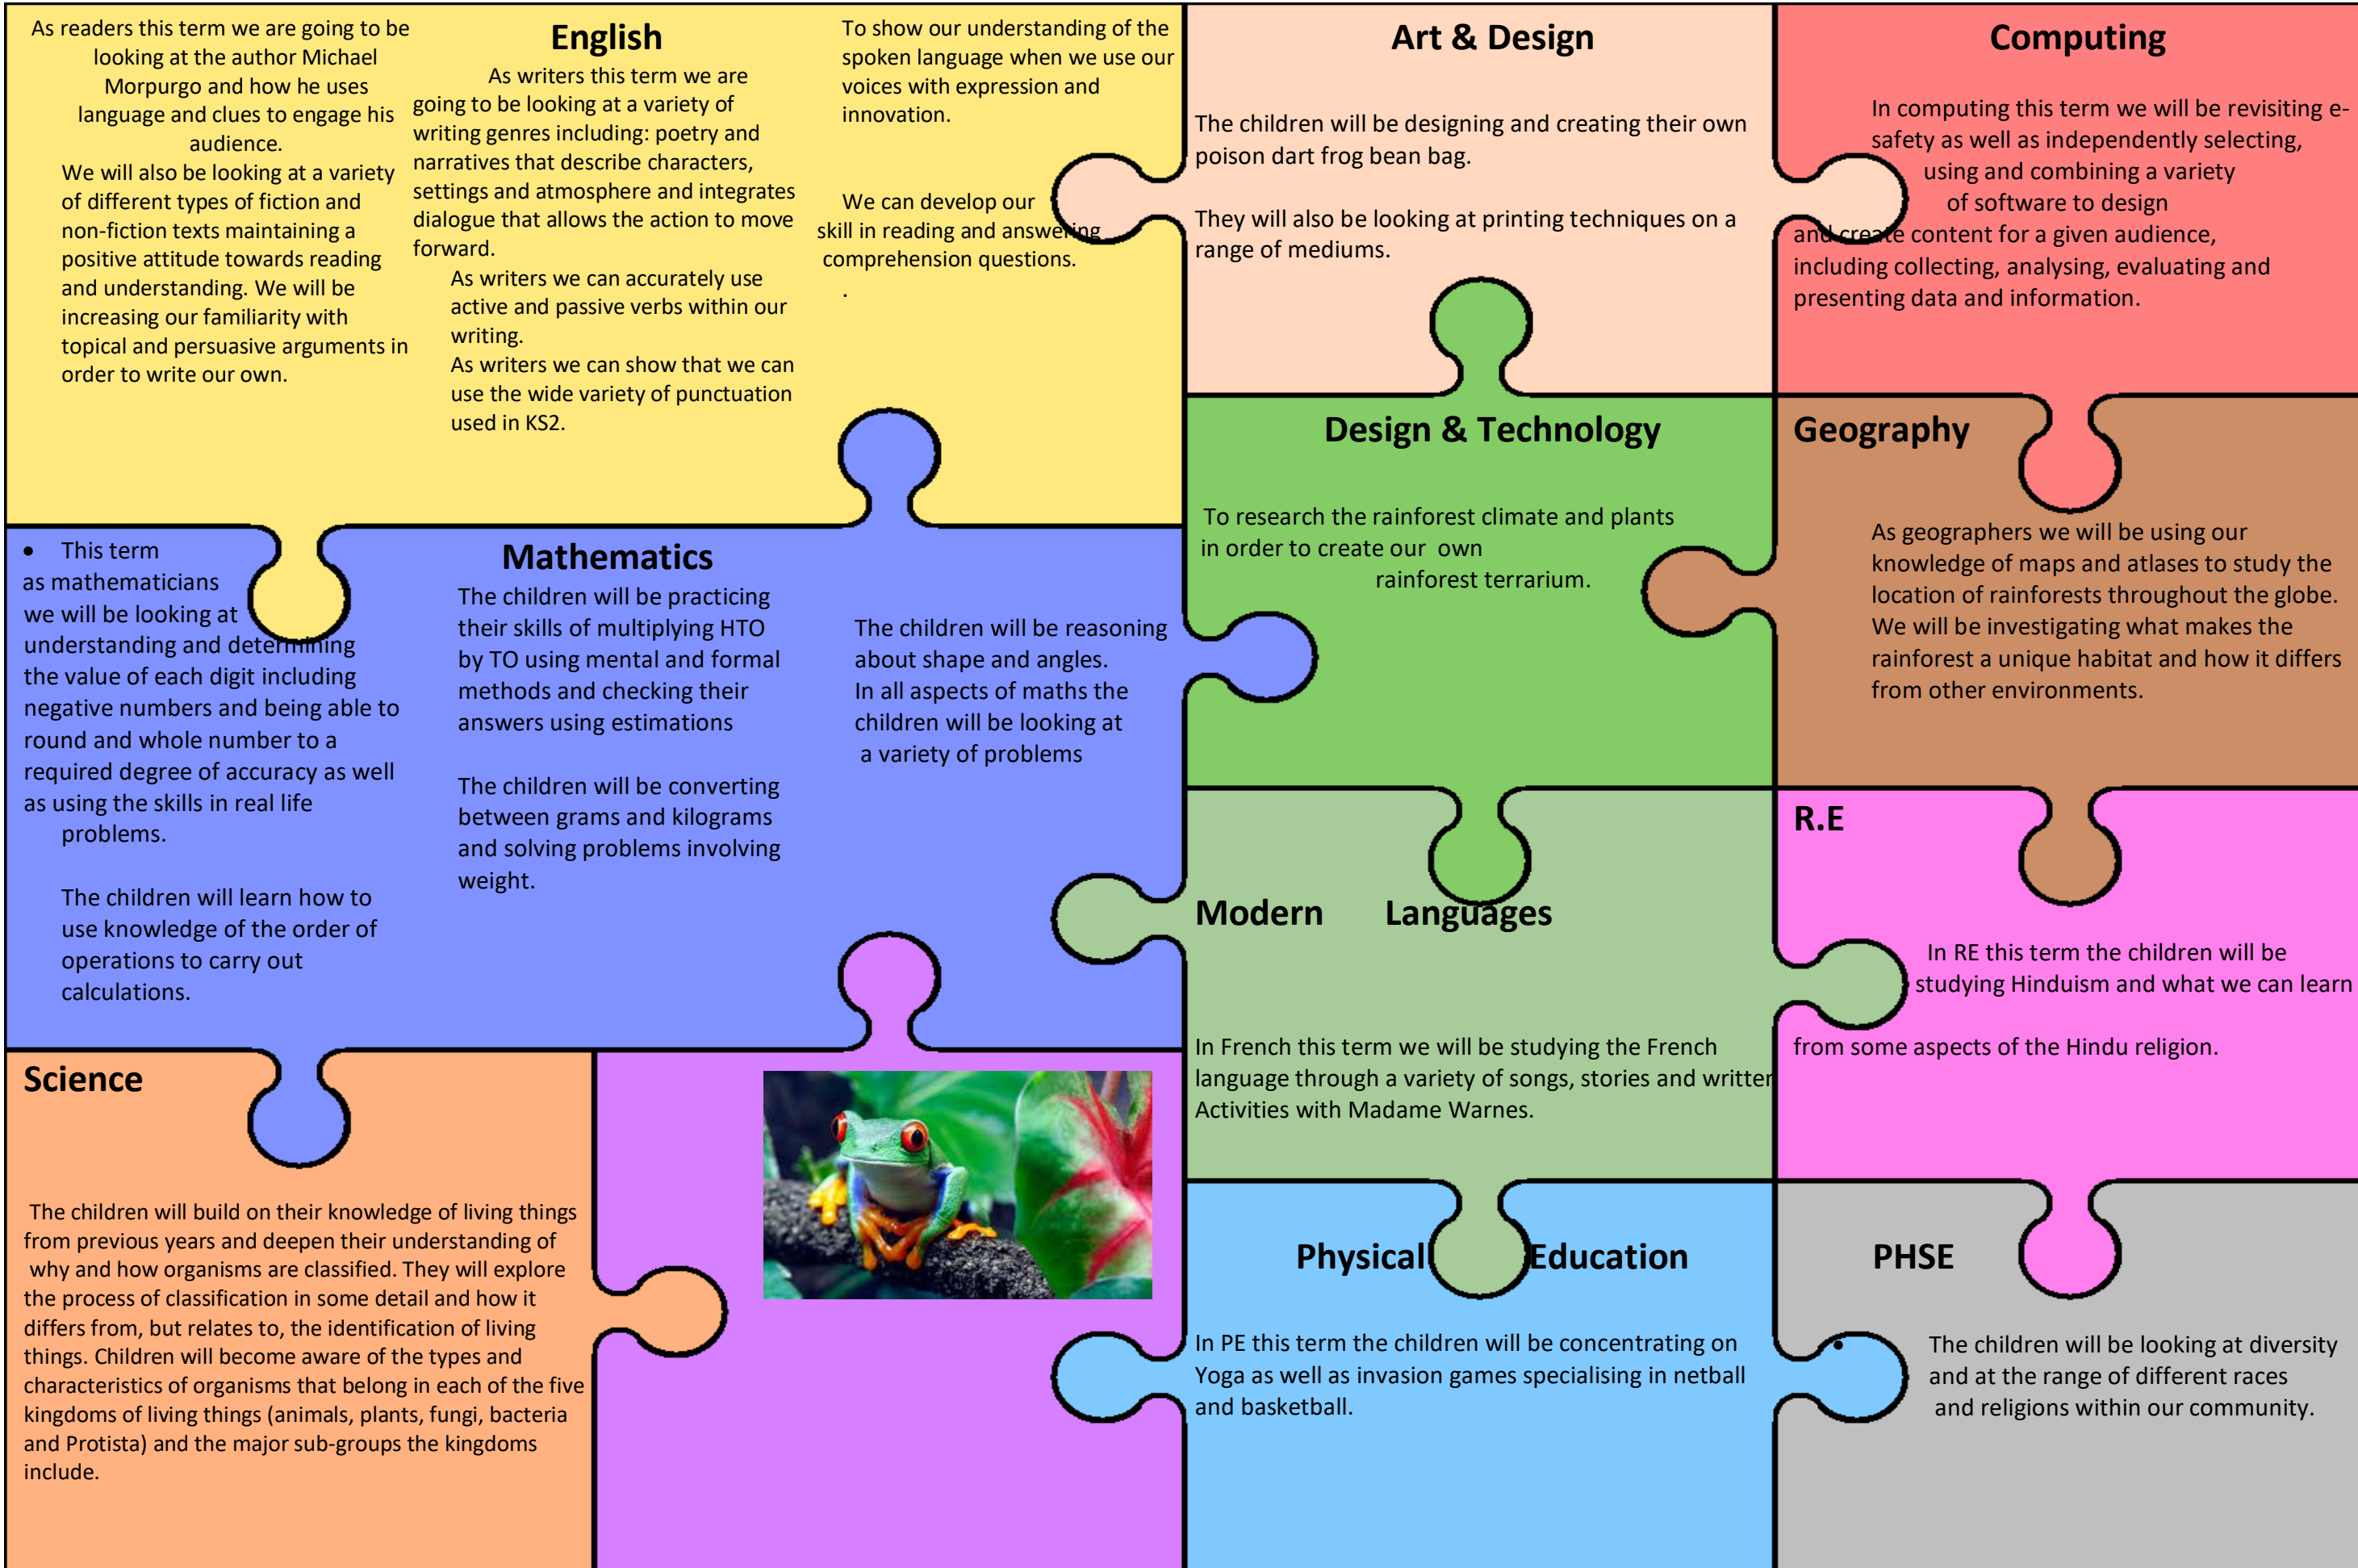 As readers this term we are going to be
looking at the author Michael
Morpurgo and how he uses
language and clues to engage his
audience.
We will also be looking at a variety
of different types of fiction and
non-fiction texts maintaining a
positive attitude towards reading
and understanding. We will be
increasing our familiarity with
topical and persuasive arguments in
order to write our own.
English
As writers this term we are
going to be looking at a variety of
writing genres including: poetry and
narratives that describe characters,
settings and atmosphere and integrates
dialogue that allows the action to move
forward.
As writers we can accurately use
active and passive verbs within our
writing.
As writers we can show that we can
use the wide variety of punctuation
used in KS2.
To show our understanding of the
spoken language when we use our
voices with expression and
innovation.
We can develop our
skill in reading and answering
comprehension questions.
.
Art & Design
The children will be designing and creating their own
poison dart frog bean bag.
They will also be looking at printing techniques on a
range of mediums.
Computing
In computing this term we will be revisiting e-
safety as well as independently selecting,
using and combining a variety
of software to design
and create content for a given audience,
including collecting, analysing, evaluating and
presenting data and information.
Design & Technology
To research the rainforest climate and plants
in order to create our own
rainforest terrarium.
Geography
As geographers we will be using our
knowledge of maps and atlases to study the
location of rainforests throughout the globe.
We will be investigating what makes the
rainforest a unique habitat and how it differs
from other environments.
• This term
as mathematicians
we will be looking at
understanding and determining
the value of each digit including
negative numbers and being able to
round and whole number to a
required degree of accuracy as well
as using the skills in real life
problems.
The children will learn how to
use knowledge of the order of
operations to carry out
calculations.
Mathematics
The children will be practicing
their skills of multiplying HTO
by TO using mental and formal
methods and checking their
answers using estimations
The children will be converting
between grams and kilograms
and solving problems involving
weight.
The children will be reasoning
about shape and angles.
In all aspects of maths the
children will be looking at
a variety of problems
Modern Languages
In French this term we will be studying the French
language through a variety of songs, stories and written
Activities with Madame Warnes.
R.E
In RE this term the children will be
studying Hinduism and what we can learn
from some aspects of the Hindu religion.
Science
The children will build on their knowledge of living things
from previous years and deepen their understanding of
why and how organisms are classified. They will explore
the process of classification in some detail and how it
differs from, but relates to, the identification of living
things. Children will become aware of the types and
characteristics of organisms that belong in each of the five
kingdoms of living things (animals, plants, fungi, bacteria
and Protista) and the major sub-groups the kingdoms
include.
Physical Education
In PE this term the children will be concentrating on
Yoga as well as invasion games specialising in netball
and basketball.
PHSE
• The children will be looking at diversity
and at the range of different races
and religions within our community.